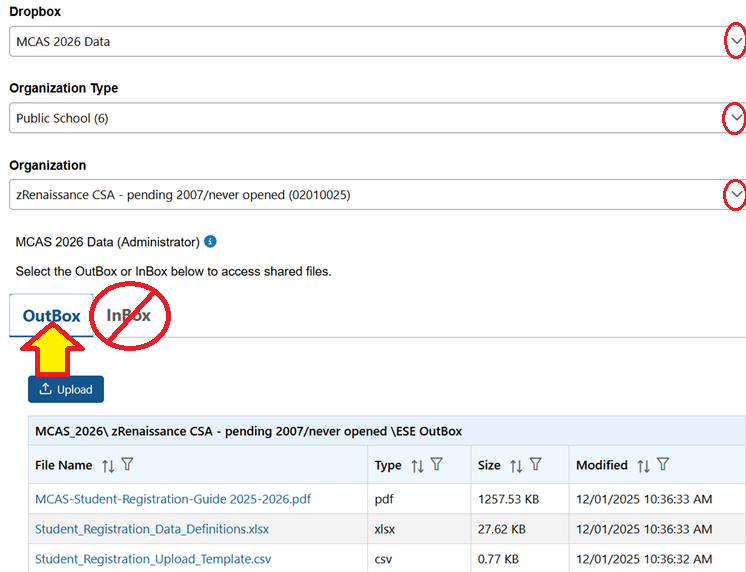 Dropbox
MCAS 2026 Data
Organization Type
Public School (6)
Organization
zRenaissance CSA - pending 2007/never opened (02010025)
MCAS 2026 Data (Administrator)
Select the OutBox or InBox below to access shared files.
OutBox InBox
Upload
MCAS_2026\ zRenaissance CSA - pending 2007/never opened \ESE OutBox
File Name Type Size Modified
MCAS-Student-Registration-Guide 2025-2026.pdf pdf 1257.53 KB 12/01/2025 10:36:33 AM
Student_Registration_Data_Definitions.xlsx xlsx 27.62 KB 12/01/2025 10:36:33 AM
Student_Registration_Upload_Template.csv csv 0.77 KB 12/01/2025 10:36:32 AM